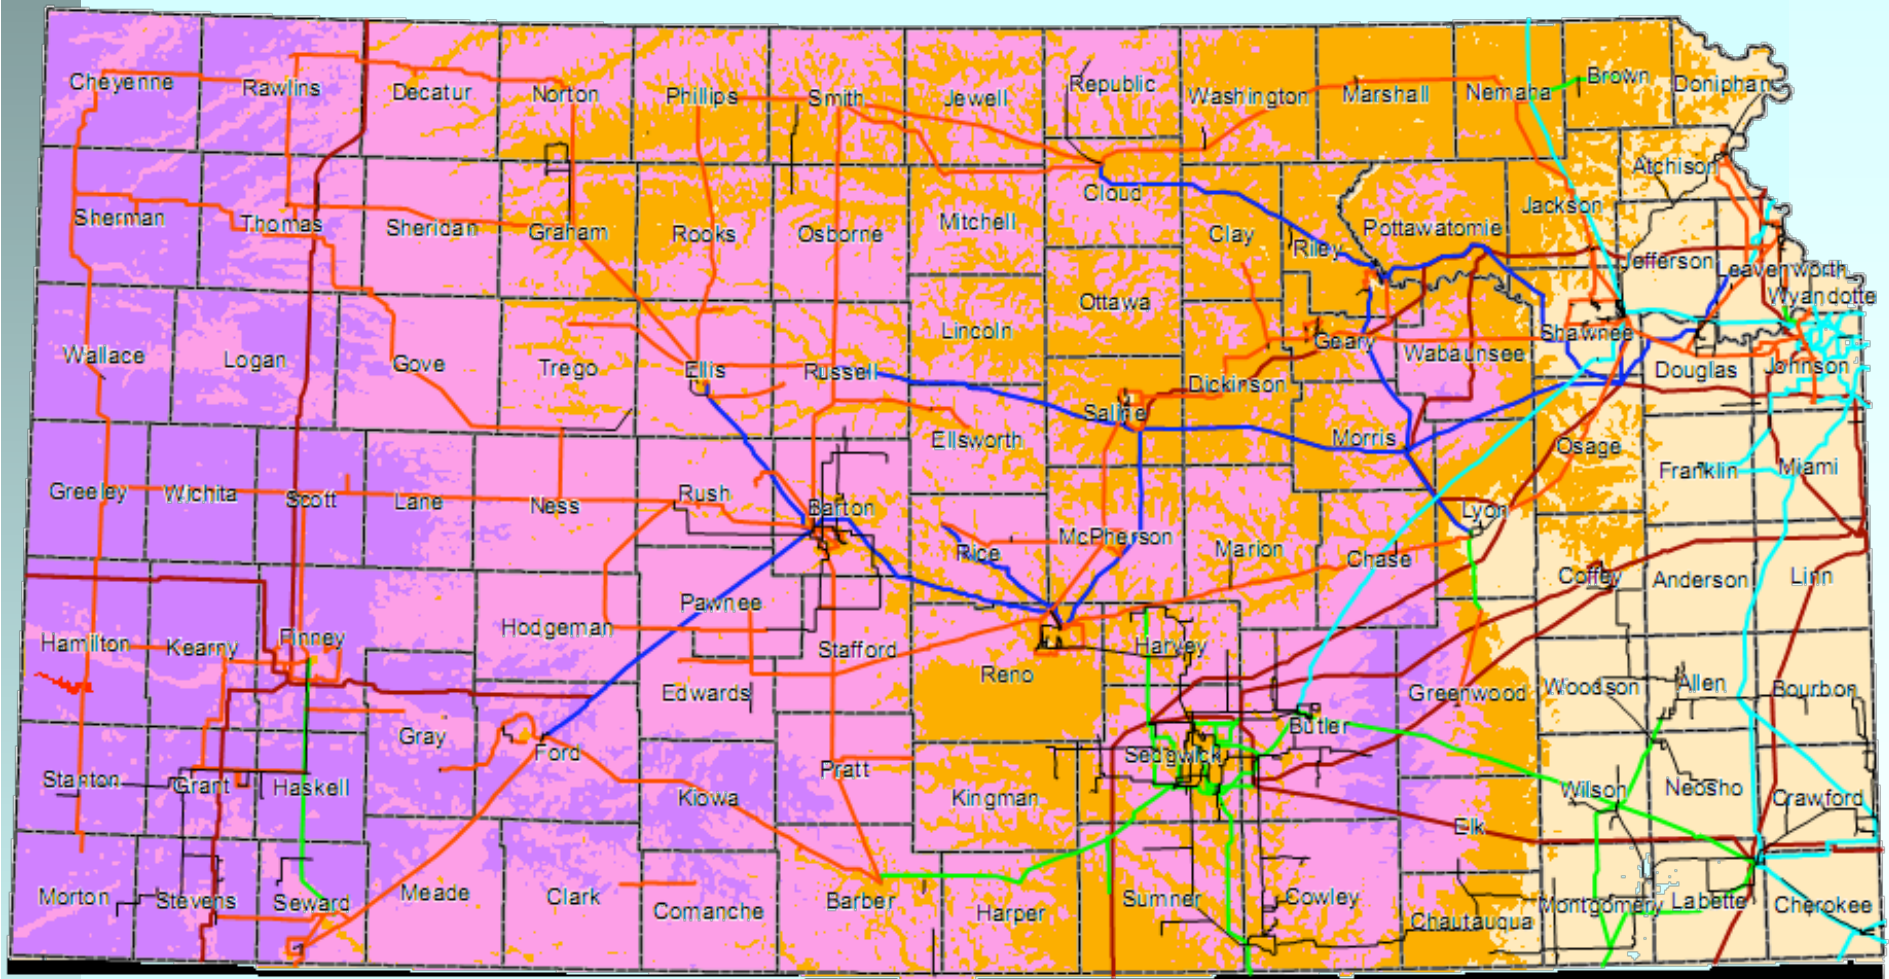 Cheyenne
Rawlins
Decatur
Norton
Phillips
Smith
Jewell
Republic
Washington
Marshall
Nemaha
Brown
Doniphan
Atchison
Sherman
Thomas
Sheridan
Graham
Rooks
Osborne
Mitchell
Cloud
Clay
Riley
Pottawatomie
Jackson
Jefferson
Leavenworth
Wyandotte
Ottawa
Lincoln
Wallace
Logan
Gove
Trego
Ellis
Russell
Saline
Dickinson
Geary
Wabaunsee
Shawnee
Douglas
Johnson
Ellsworth
Morris
Osage
Franklin
Miami
Greeley
Wichita
Scott
Lane
Ness
Rush
Barton
Rice
McPherson
Marion
Chase
Lyon
Coffey
Anderson
Linn
Hamilton
Kearny
Finney
Hodgeman
Pawnee
Stafford
Edwards
Reno
Harvey
Butler
Greenwood
Woodson
Allen
Bourbon
Gray
Ford
Stanton
Grant
Haskell
Kiowa
Pratt
Kingman
Sedgwick
Elk
Wilson
Neosho
Crawford
Morton
Stevens
Seward
Meade
Clark
Comanche
Barber
Harper
Sumner
Cowley
Chautauqua
Montgomery
Labette
Cherokee